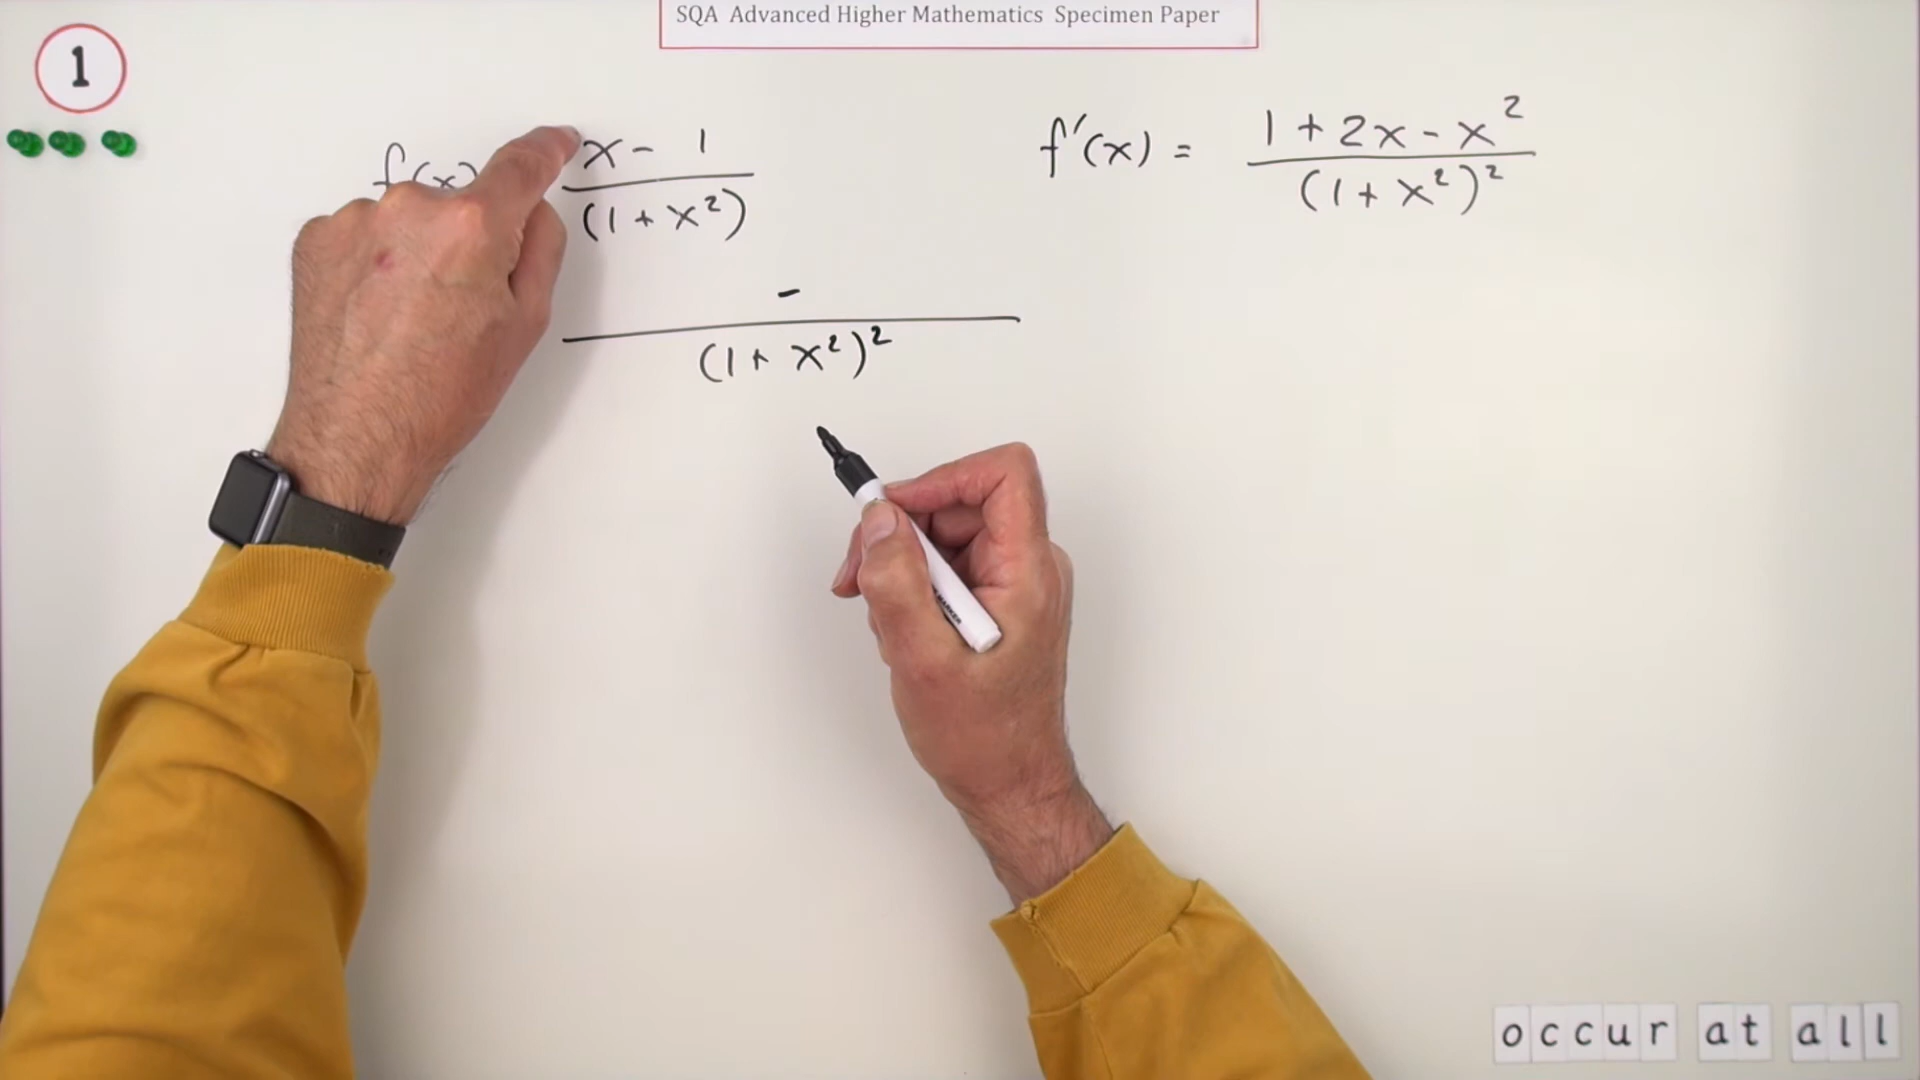 SQA Advanced Higher Mathematics Specimen Paper
1
f(x) x - 1
(1 + x²)
f′(x) = 1 + 2x - x²
(1 + x²)²
-
(1 + x²)²
MARKER
occur at all